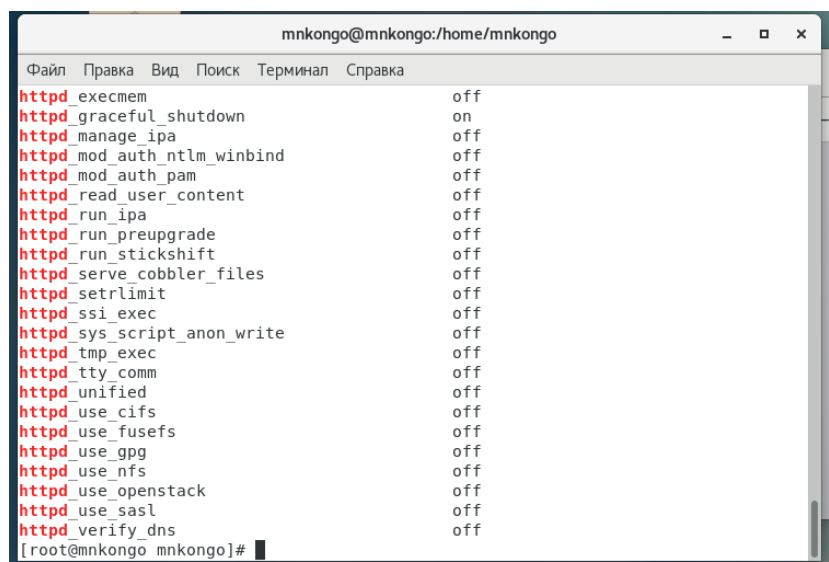 mnkongo@mnkongo:/home/mnkongo
Файл Правка Вид Поиск Терминал Справка
httpd_execmem off
httpd_graceful_shutdown on
httpd_manage_ipa off
httpd_mod_auth_ntlm_winbind off
httpd_mod_auth_pam off
httpd_read_user_content off
httpd_run_ipa off
httpd_run_preupgrade off
httpd_run_stickshift off
httpd_serve_cobbler_files off
httpd_setrlimit off
httpd_ssi_exec off
httpd_sys_script_anon_write off
httpd_tmp_exec off
httpd_tty_comm off
httpd_unified off
httpd_use_cifs off
httpd_use_fusefs off
httpd_use_gpg off
httpd_use_nfs off
httpd_use_openstack off
httpd_use_sasl off
httpd_verify_dns off
[root@mnkongo mnkongo]#